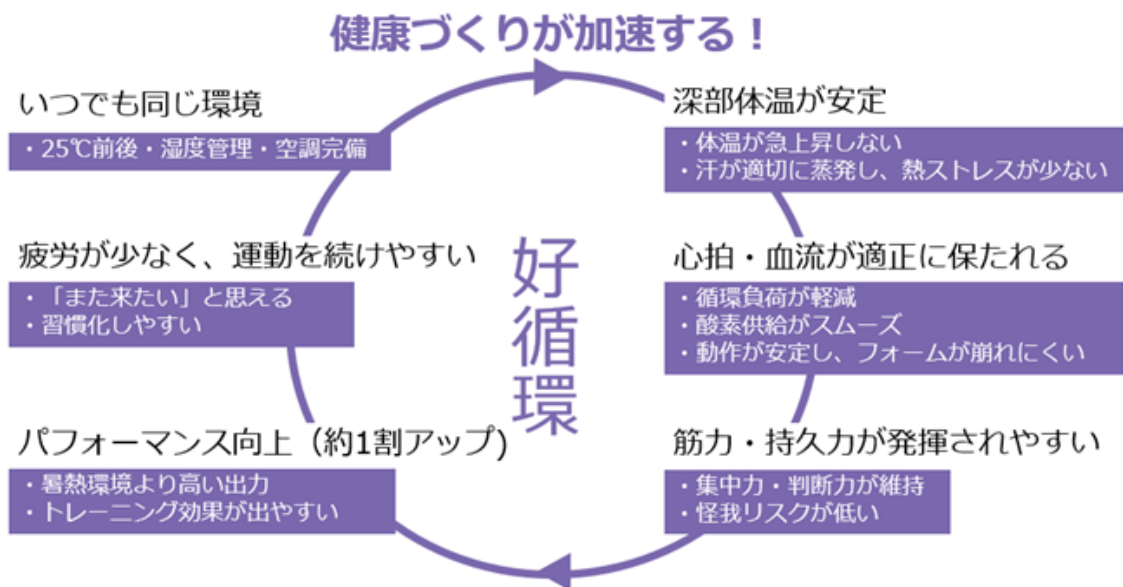 健康づくりが加速する！
いつでも同じ環境
・25℃前後・湿度管理・空調完備
深部体温が安定
・体温が急上昇しない
・汗が適切に蒸発し、熱ストレスが少ない
心拍・血流が適正に保たれる
・循環負荷が軽減
・酸素供給がスムーズ
・動作が安定し、フォームが崩れにくい
筋力・持久力が発揮されやすい
・集中力・判断力が維持
・怪我リスクが低い
パフォーマンス向上（約1割アップ)
・暑熱環境より高い出力
・トレーニング効果が出やすい
疲労が少なく、運動を続けやすい
・「また来たい」と思える
・習慣化しやすい
好循環